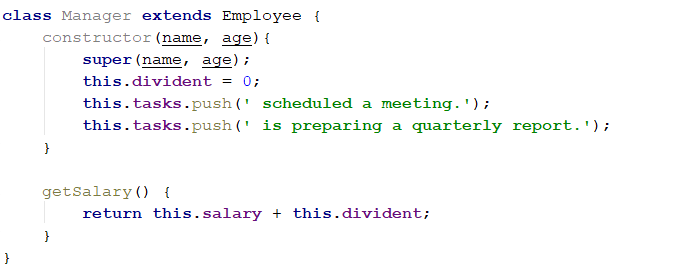 class Manager extends Employee {
constructor(name, age){
super(name, age);
this.divident = 0;
this.tasks.push(' scheduled a meeting.');
this.tasks.push(' is preparing a quarterly report.');
}
getSalary() {
return this.salary + this.divident;
}
}